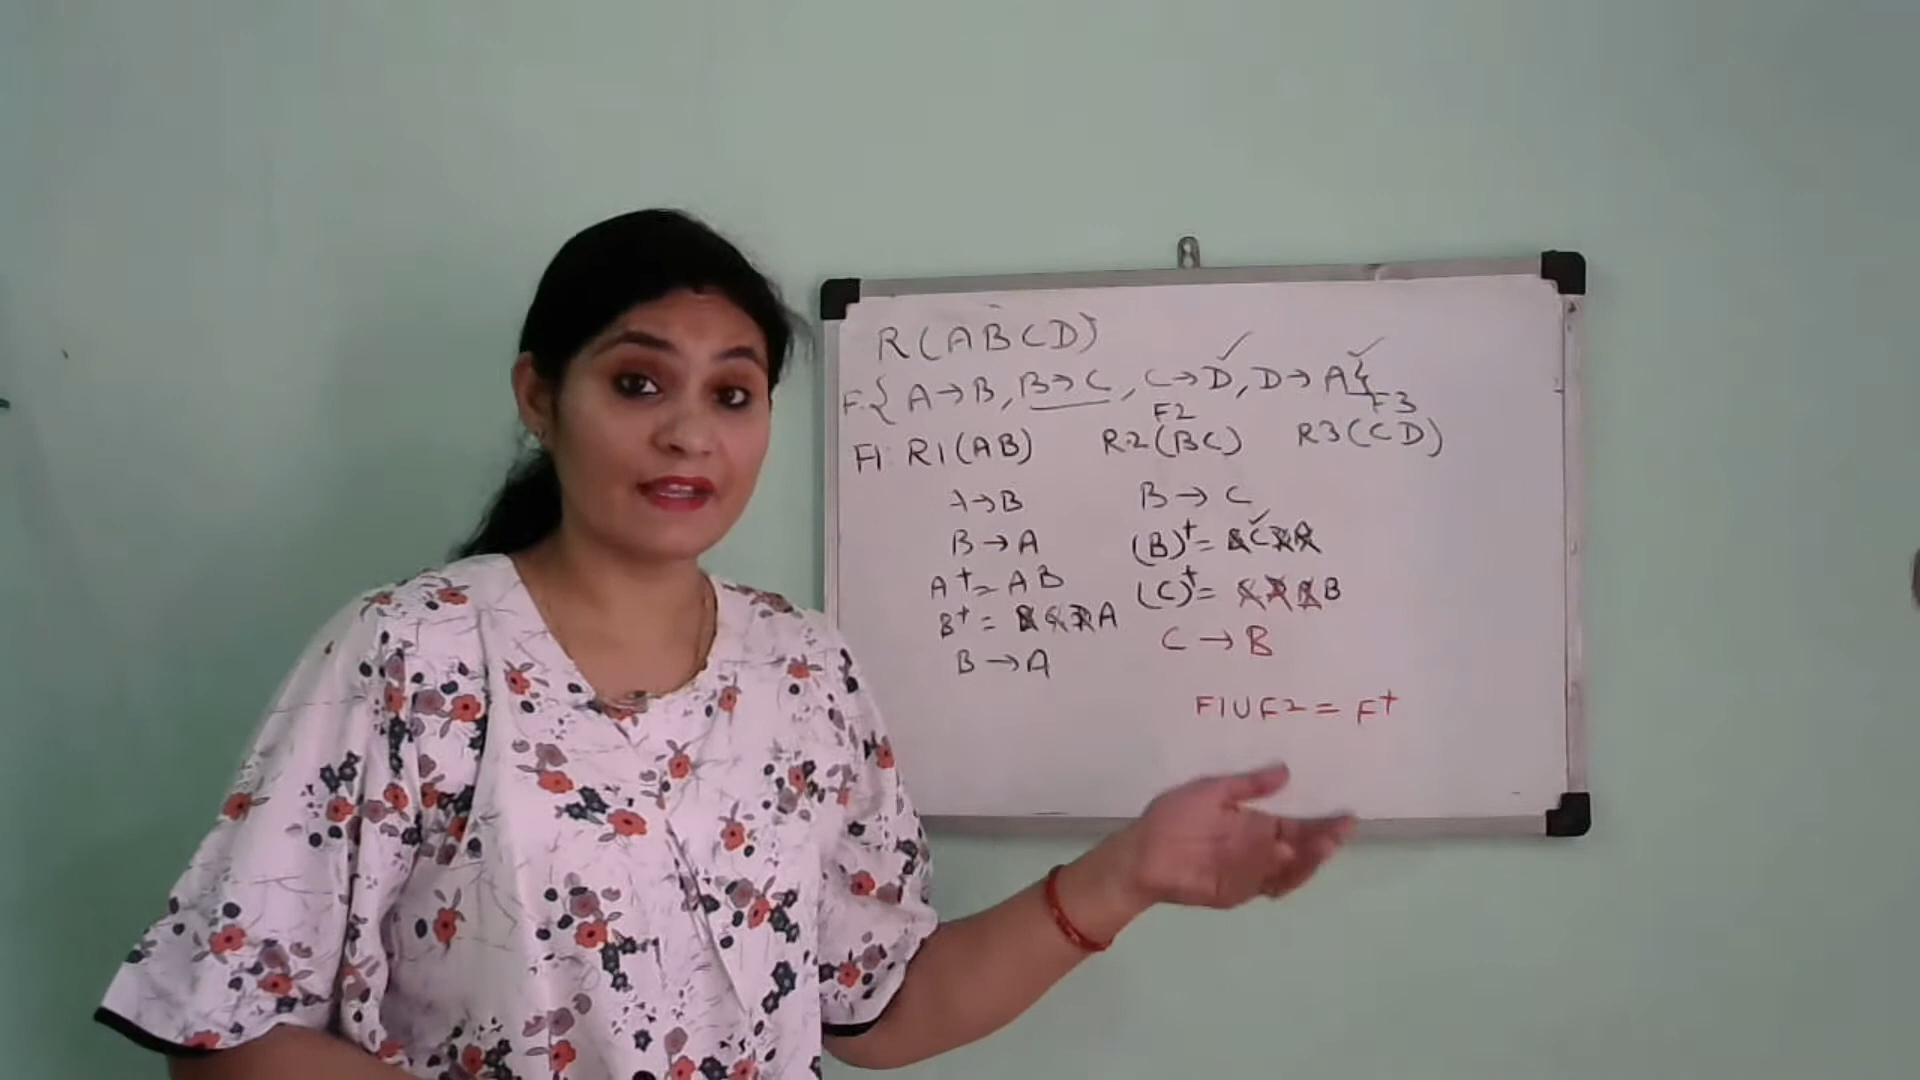 R(ABCD)
F: { A→B, B→C, C→D, D→A }
F1: R1(AB) F2 R2(BC) F3 R3(CD)
A→B B→C
B→A (B)⁺= BCDA
A⁺= AB (C)⁺= CDAB
B⁺= BCDA C→B
B→A
F1UF2 = F⁺